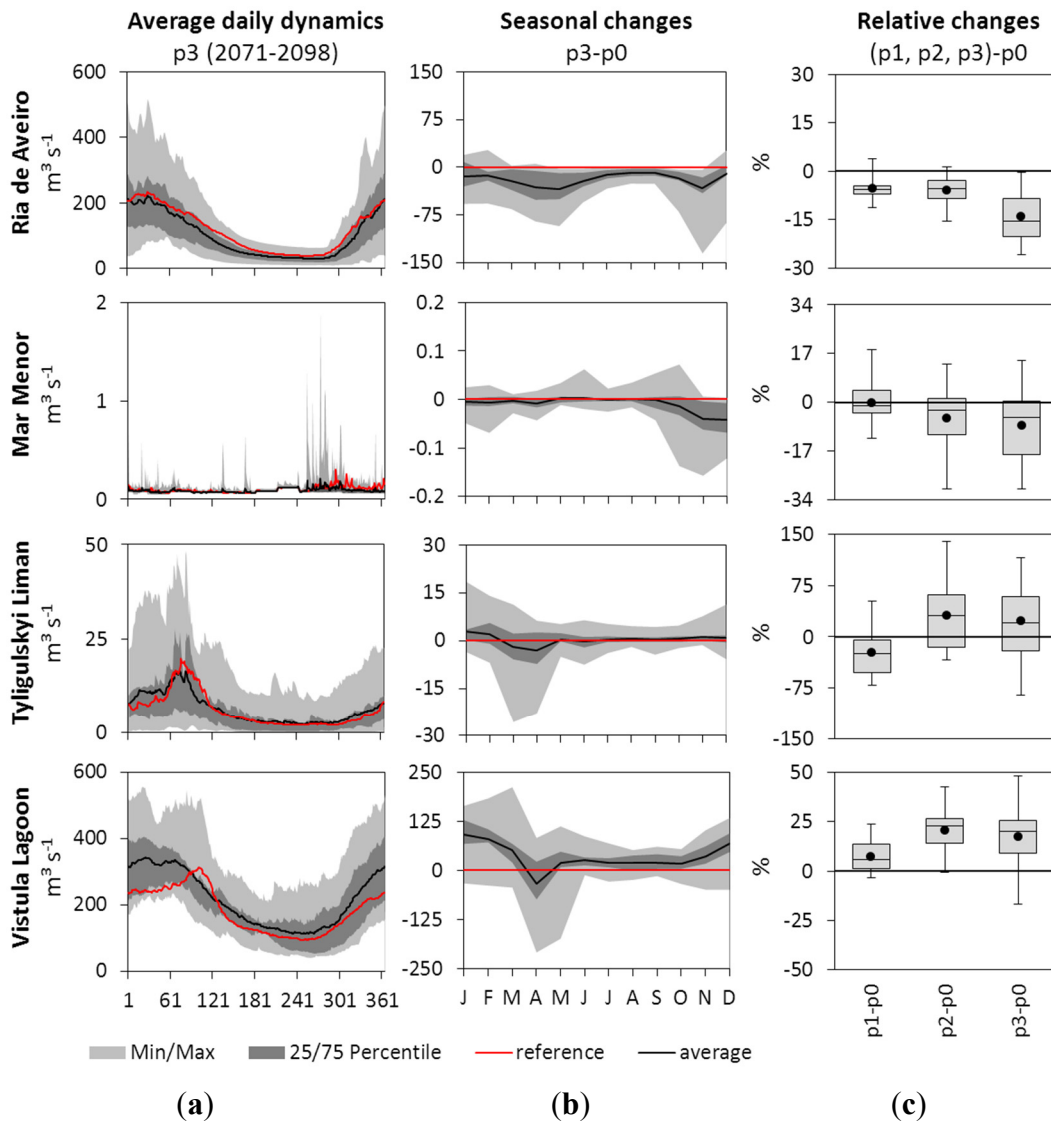 Average daily dynamics
p3 (2071-2098)
Seasonal changes
p3-p0
Relative changes
(p1, p2, p3)-p0
Ria de Aveiro
m³ s⁻¹
600
400
200
0
150
75
0
-75
-150
%
30
15
0
-15
-30
Mar Menor
m³ s⁻¹
2
1
0
0.2
0.1
0
-0.1
-0.2
%
34
17
0
-17
-34
Tyligulskyi Liman
m³ s⁻¹
50
25
0
30
15
0
-15
-30
%
150
75
0
-75
-150
Vistula Lagoon
m³ s⁻¹
600
400
200
0
250
125
0
-125
-250
%
50
25
0
-25
-50
1 61 121 181 241 301 361
J F M A M J J A S O N D
p1-p0
p2-p0
p3-p0
Min/Max 25/75 Percentile reference average
(a) (b) (c)